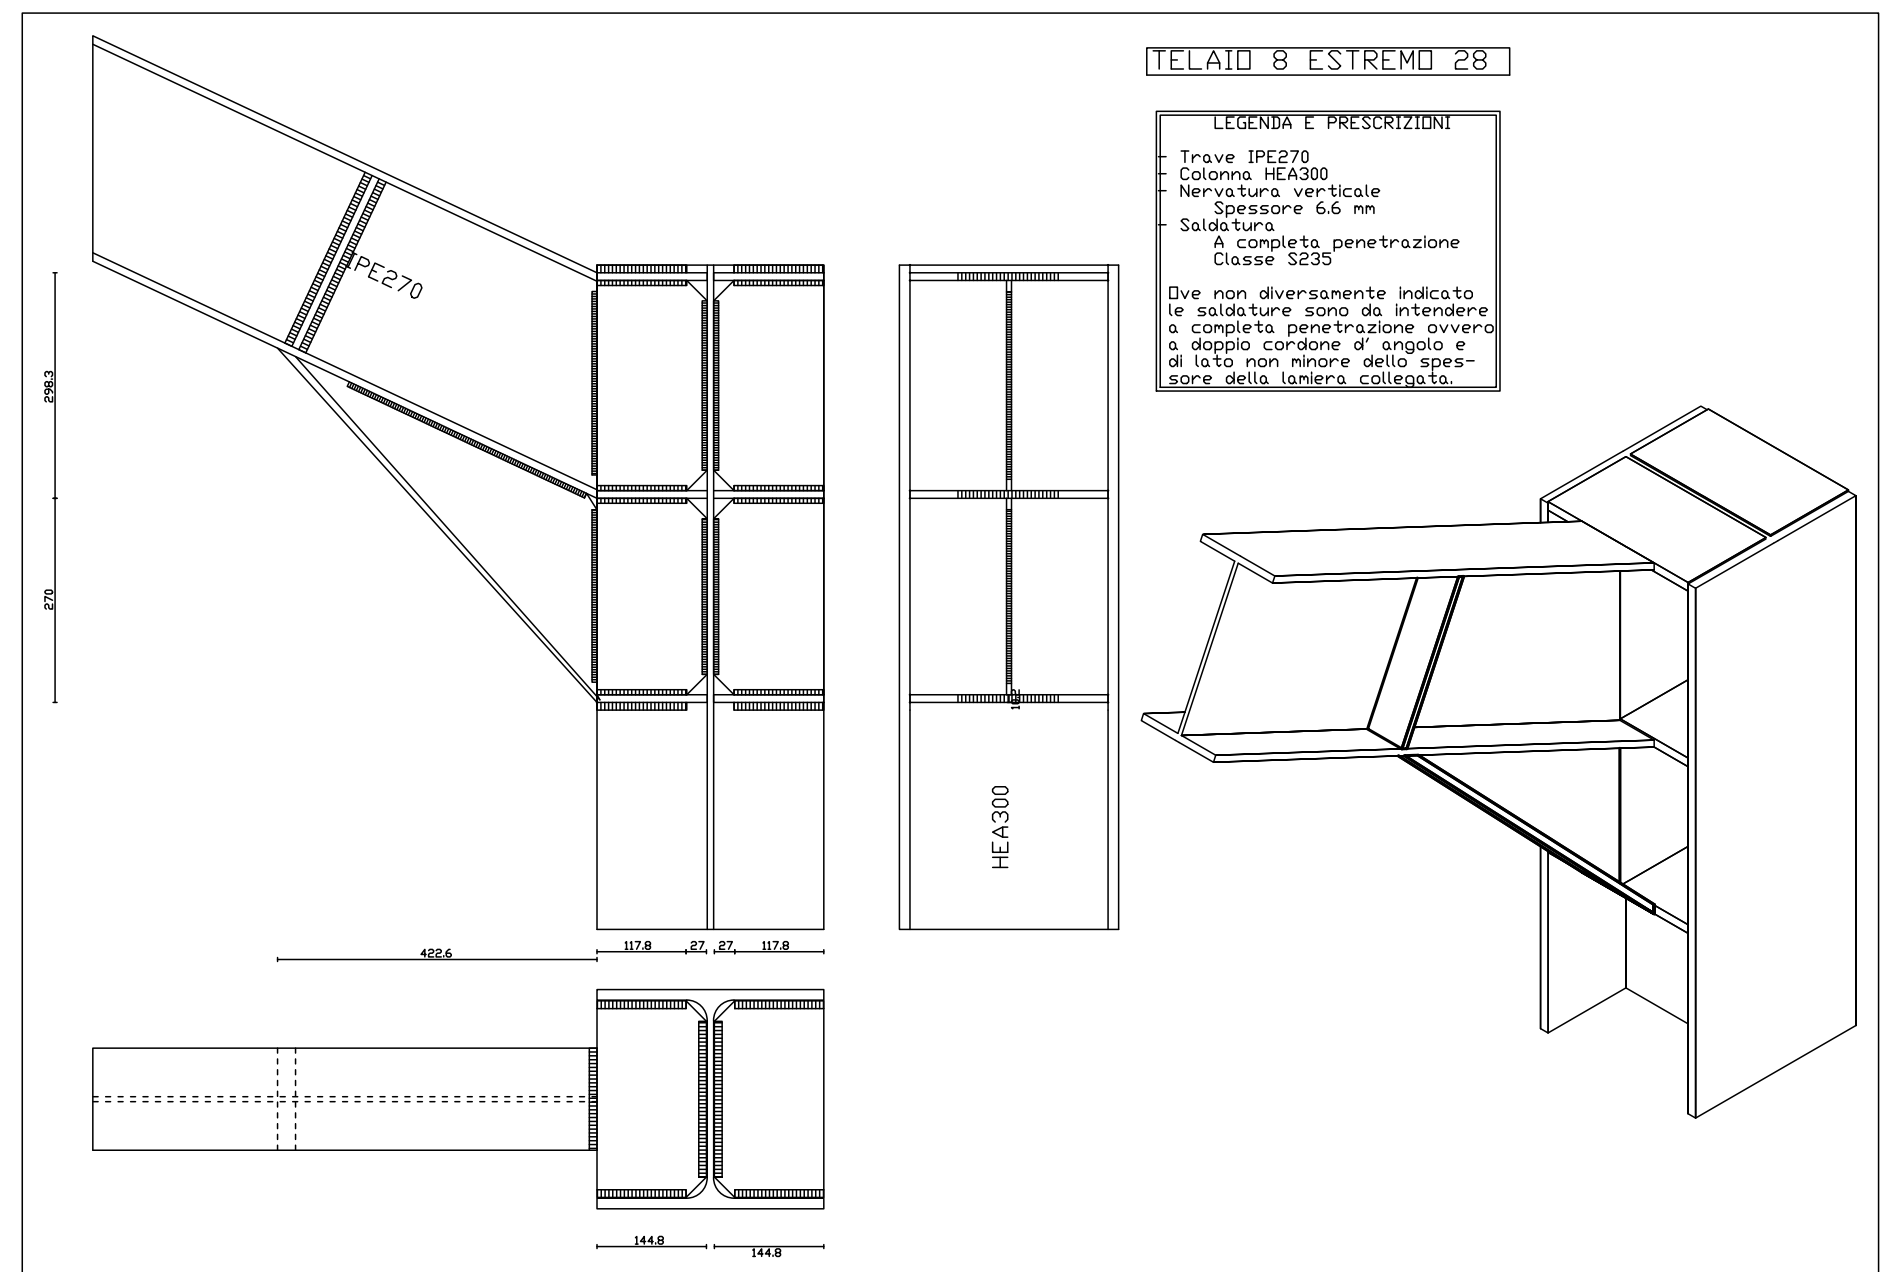 TELAIO 8 ESTREMO 28
LEGENDA E PRESCRIZIONI
- Trave IPE270
- Colonna HEA300
- Nervatura verticale
Spessore 6.6 mm
- Saldatura
A completa penetrazione
Classe S235
Ove non diversamente indicato
le saldature sono da intendere
a completa penetrazione ovvero
a doppio cordone d' angolo e
di lato non minore dello spes-
sore della lamiera collegata.
IPE270
298.3
270
10.2
HEA300
117.8
27
27
117.8
422.6
144.8
144.8